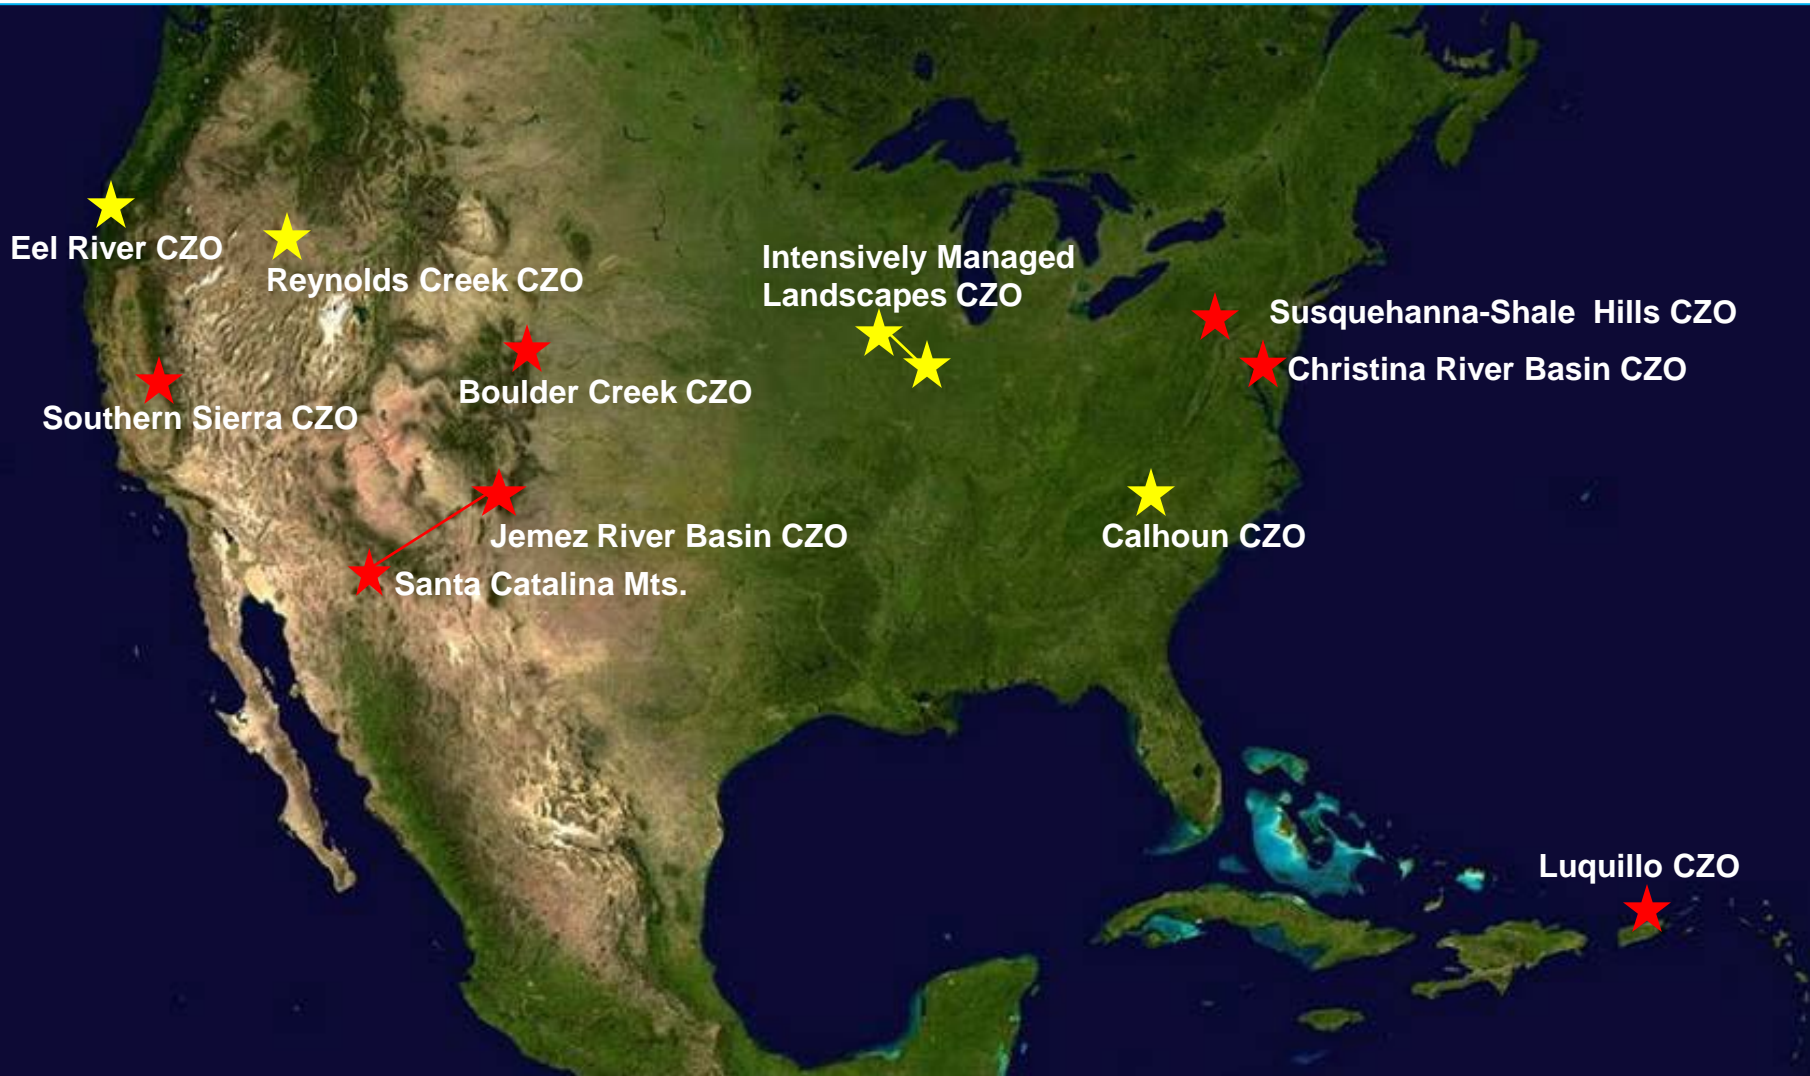 Eel River CZO
Reynolds Creek CZO
Intensively Managed
Landscapes CZO
Susquehanna-Shale  Hills CZO
Christina River Basin CZO
Boulder Creek CZO
Southern Sierra CZO
Jemez River Basin CZO
Calhoun CZO
Santa Catalina Mts.
Luquillo CZO